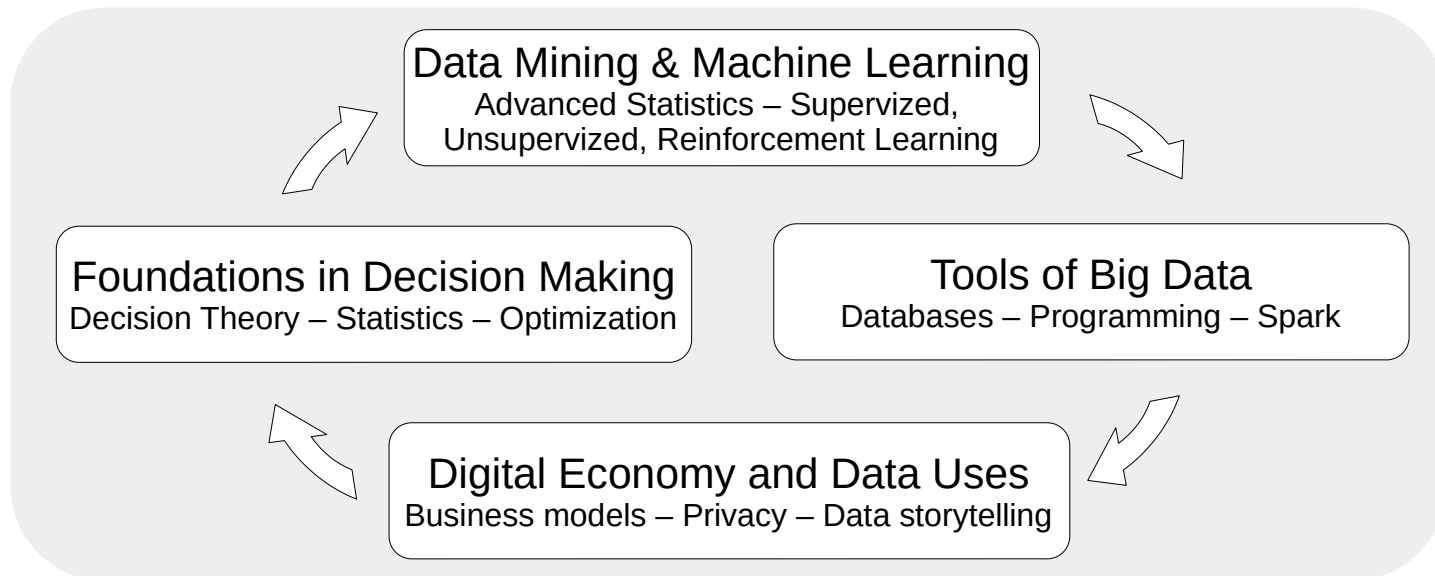 Data Mining & Machine Learning
Advanced Statistics – Supervized,
Unsupervized, Reinforcement Learning
Foundations in Decision Making
Decision Theory – Statistics – Optimization
Tools of Big Data
Databases – Programming – Spark
Digital Economy and Data Uses
Business models – Privacy – Data storytelling